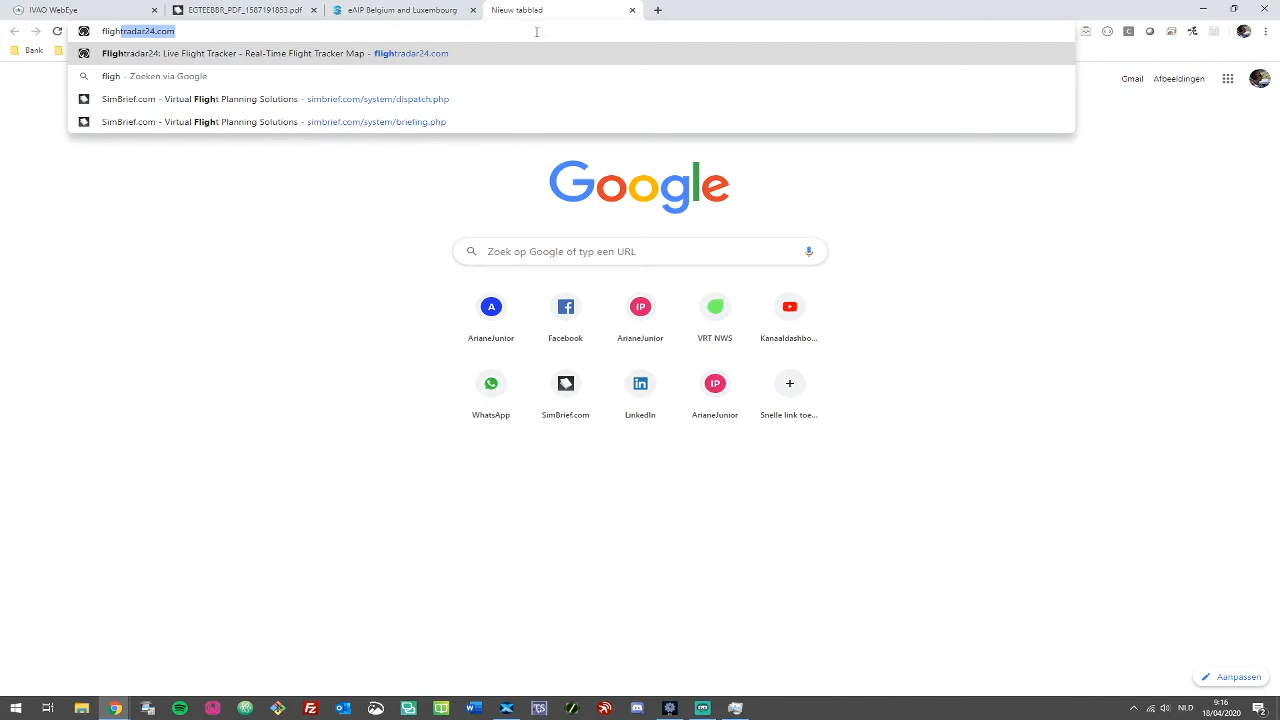 IVAO WebEye
EGTEEBBR_PDF_1587191853.pdf
eAIP Belgium and Luxembourg
Nieuw tabblad
flightradar24.com
Bank
Flightradar24: Live Flight Tracker - Real-Time Flight Tracker Map - flightradar24.com
fligh - Zoeken via Google
SimBrief.com - Virtual Flight Planning Solutions - simbrief.com/system/dispatch.php
SimBrief.com - Virtual Flight Planning Solutions - simbrief.com/system/briefing.php
Gmail Afbeeldingen
Google
Zoek op Google of typ een URL
A
IP
ArianeJunior
Facebook
ArianeJunior
VRT NWS
Kanaaldashbo...
IP
WhatsApp
SimBrief.com
LinkedIn
ArianeJunior
Snelle link toe...
Aanpassen
NLD
9:16
18/04/2020